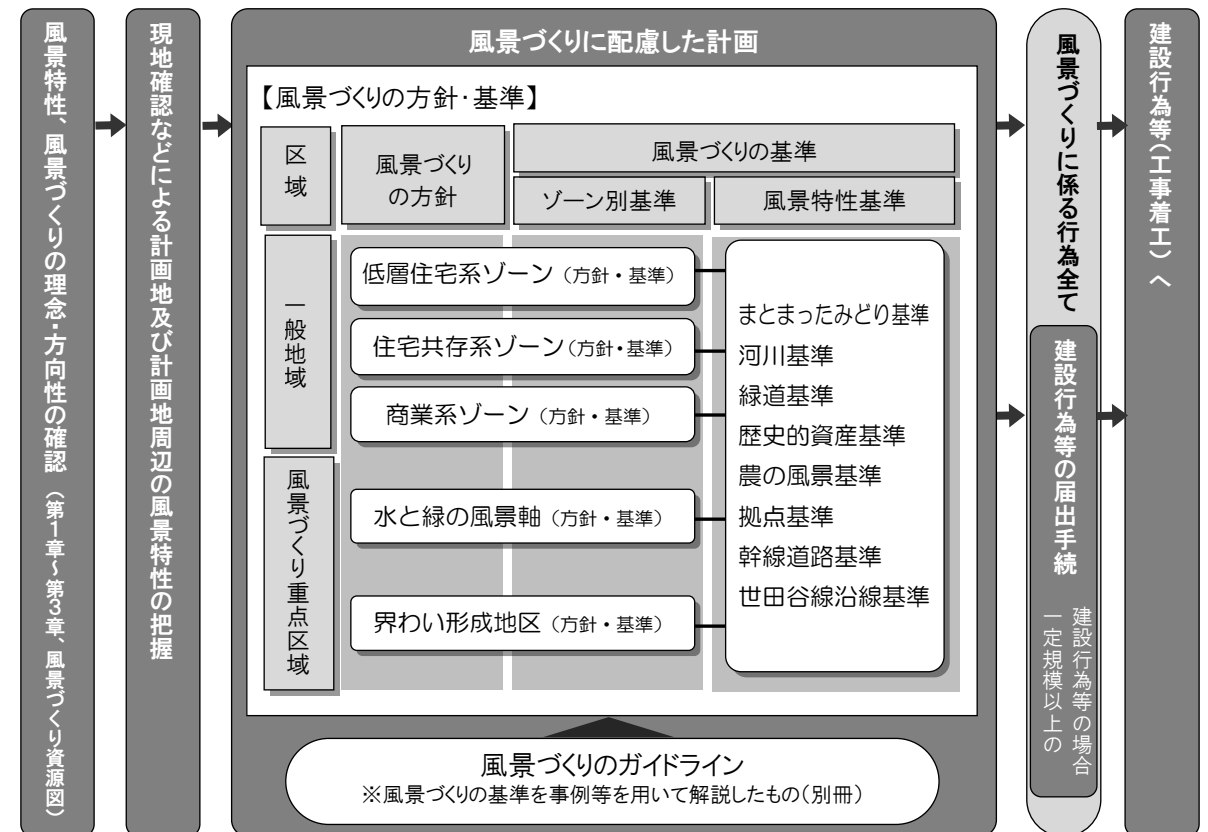 風景特性、風景づくりの理念・方向性の確認（第1章～第3章、風景づくり資源図）
現地確認などによる計画地及び計画地周辺の風景特性の把握
風景づくりに配慮した計画
【風景づくりの方針・基準】
区域
風景づくり
の方針
風景づくりの基準
ゾーン別基準
風景特性基準
一般地域
低層住宅系ゾーン（方針・基準）
住宅共存系ゾーン（方針・基準）
商業系ゾーン（方針・基準）
風景づくり重点区域
水と緑の風景軸（方針・基準）
界わい形成地区（方針・基準）
まとまったみどり基準
河川基準
緑道基準
歴史的資産基準
農の風景基準
拠点基準
幹線道路基準
世田谷線沿線基準
風景づくりのガイドライン
※風景づくりの基準を事例等を用いて解説したもの（別冊）
風景づくりに係る行為全て
建設行為等の届出手続
一定規模以上の
建設行為等の場合
建設行為等（工事着工）へ